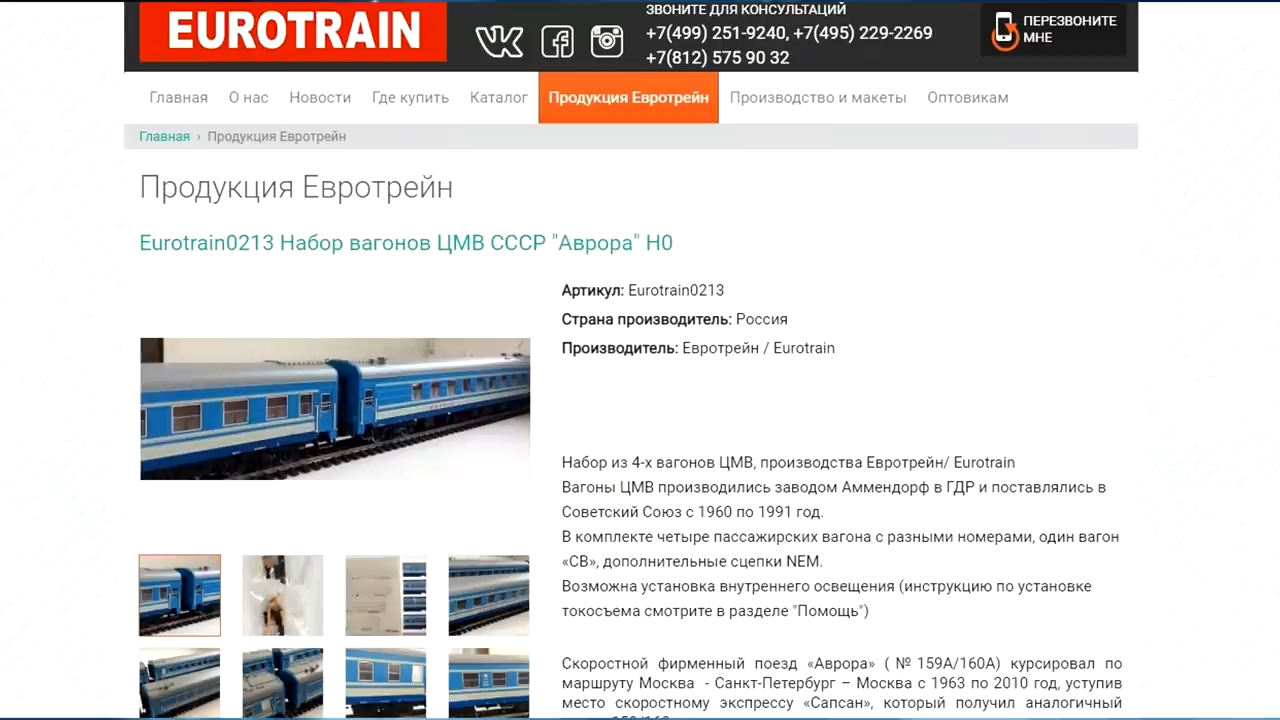 EUROTRAIN
ЗВОНИТЕ ДЛЯ КОНСУЛЬТАЦИЙ
+7(499) 251-9240, +7(495) 229-2269
+7(812) 575 90 32
ПЕРЕЗВОНИТЕ
МНЕ
Главная О нас Новости Где купить Каталог Продукция Евротрейн Производство и макеты Оптовикам
Главная › Продукция Евротрейн
Продукция Евротрейн
Eurotrain0213 Набор вагонов ЦМВ СССР "Аврора" H0
Артикул: Eurotrain0213
Страна производитель: Россия
Производитель: Евротрейн / Eurotrain
Набор из 4-х вагонов ЦМВ, производства Евротрейн/ Eurotrain
Вагоны ЦМВ производились заводом Аммендорф в ГДР и поставлялись в
Советский Союз с 1960 по 1991 год.
В комплекте четыре пассажирских вагона с разными номерами, один вагон
«СВ», дополнительные сцепки NEM.
Возможна установка внутреннего освещения (инструкцию по установке
токосъема смотрите в разделе "Помощь")
Скоростной фирменный поезд «Аврора» ( № 159А/160А) курсировал по
маршруту Москва - Санкт-Петербург – Москва с 1963 по 2010 год, уступив
место скоростному экспрессу «Сапсан», который получил аналогичный